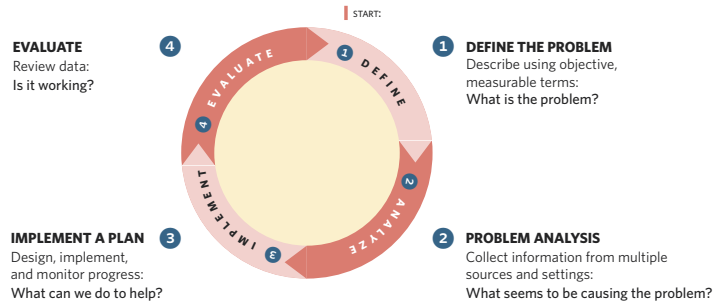 START:
1 DEFINE THE PROBLEM
Describe using objective,
measurable terms:
What is the problem?
2 PROBLEM ANALYSIS
Collect information from multiple
sources and settings:
What seems to be causing the problem?
3 IMPLEMENT A PLAN
Design, implement,
and monitor progress:
What can we do to help?
4 EVALUATE
Review data:
Is it working?
1 DEFINE
2 ANALYZE
3 IMPLEMENT
4 EVALUATE